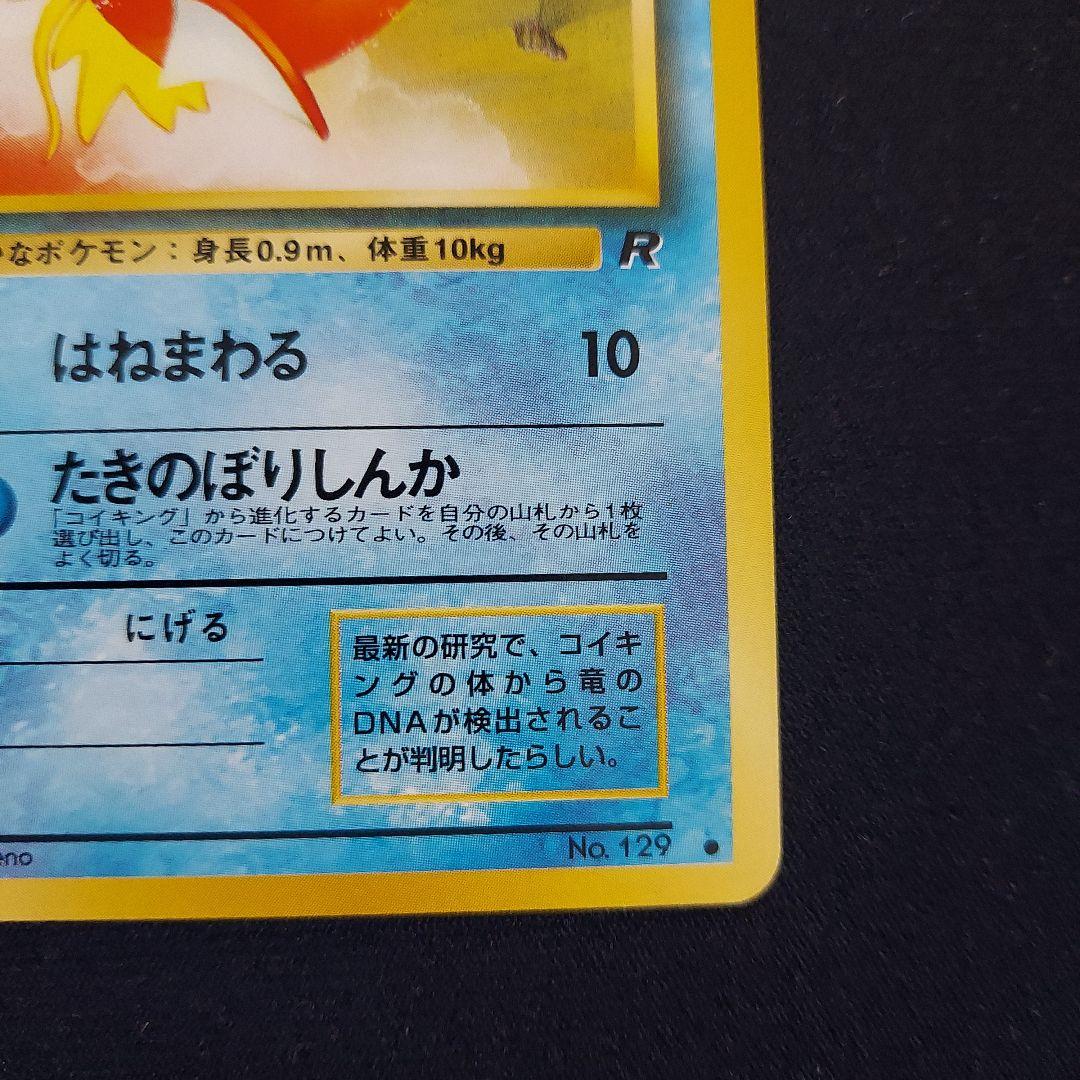 なポケモン：身長0.9m、体重10kg
R
はねまわる 10
たきのぼりしんか
「コイキング」から進化するカードを自分の山札から1枚
選び出し、このカードにつけてよい。その後、その山札を
よく切る。
にげる
最新の研究で、コイキ
ングの体から竜の
DNAが検出されるこ
とが判明したらしい。
No. 129 ●